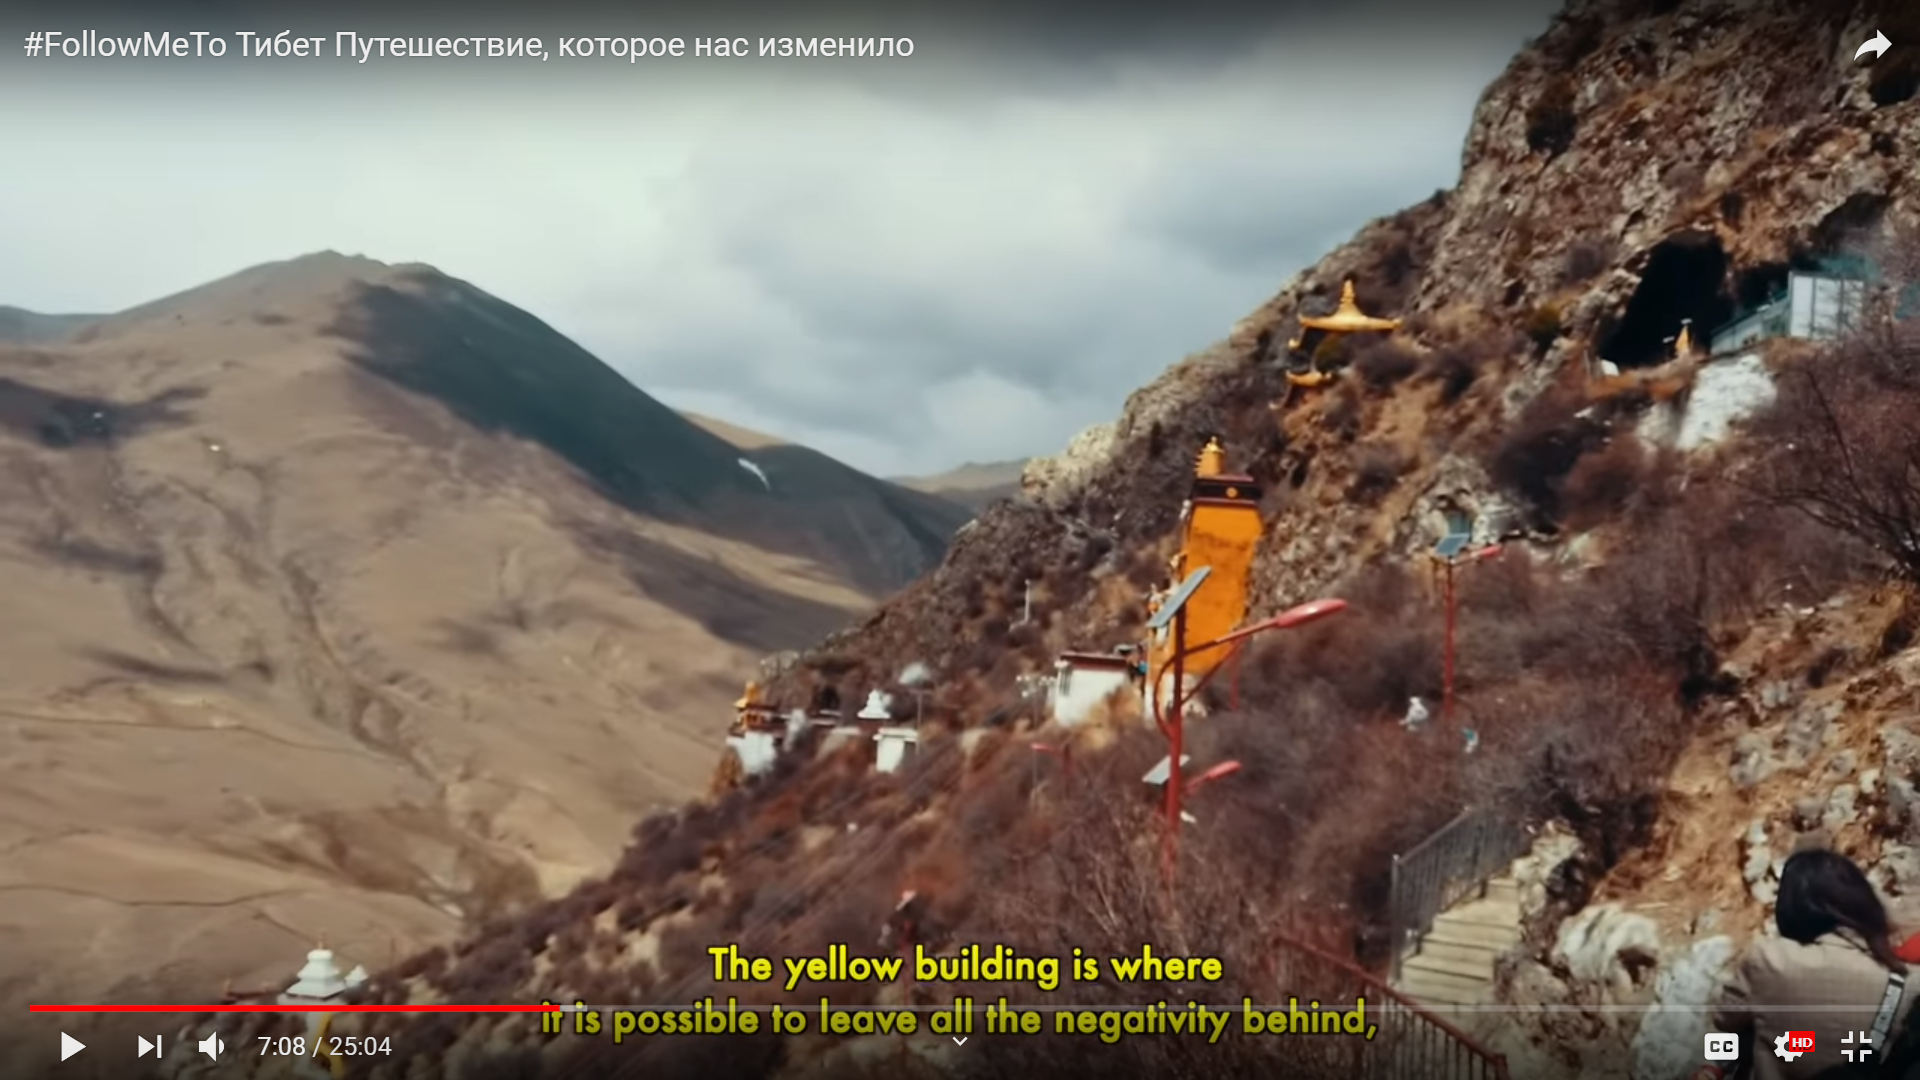 #FollowMeTo Тибет Путешествие, которое нас изменило
The yellow building is where
it is possible to leave all the negativity behind,
7:08 / 25:04
CC
HD